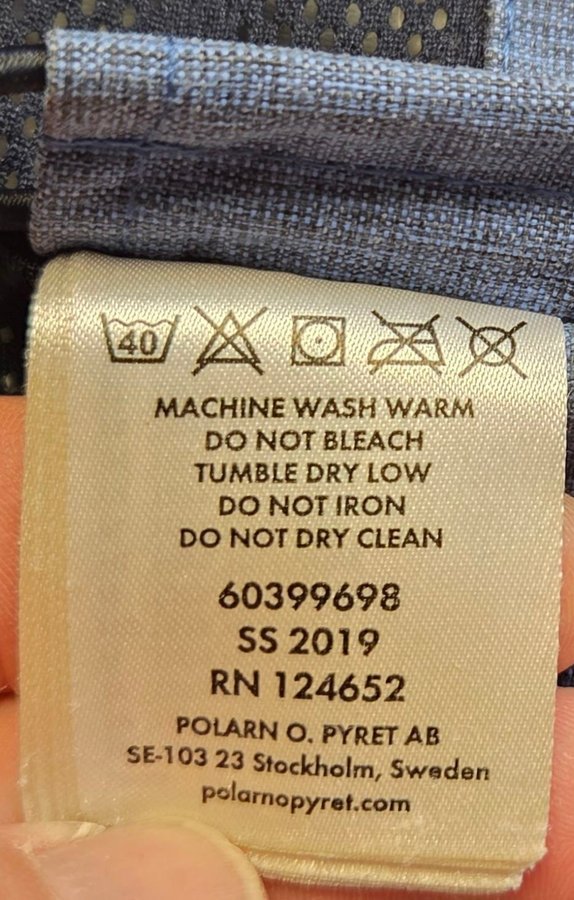 40
MACHINE WASH WARM
DO NOT BLEACH
TUMBLE DRY LOW
DO NOT IRON
DO NOT DRY CLEAN
60399698
SS 2019
RN 124652
POLARN O. PYRET AB
SE-103 23 Stockholm, Sweden
polarnopyret.com